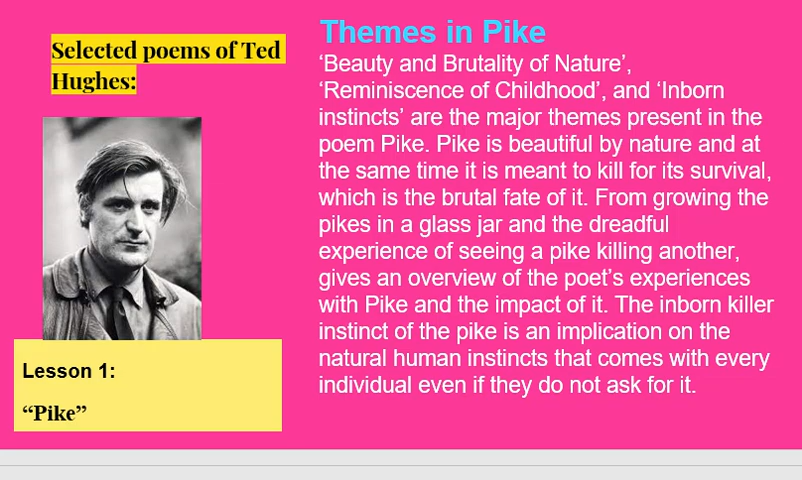 Selected poems of Ted
Hughes:
Lesson 1:
“Pike”
Themes in Pike
‘Beauty and Brutality of Nature’,
‘Reminiscence of Childhood’, and ‘Inborn
instincts’ are the major themes present in the
poem Pike. Pike is beautiful by nature and at
the same time it is meant to kill for its survival,
which is the brutal fate of it. From growing the
pikes in a glass jar and the dreadful
experience of seeing a pike killing another,
gives an overview of the poet’s experiences
with Pike and the impact of it. The inborn killer
instinct of the pike is an implication on the
natural human instincts that comes with every
individual even if they do not ask for it.